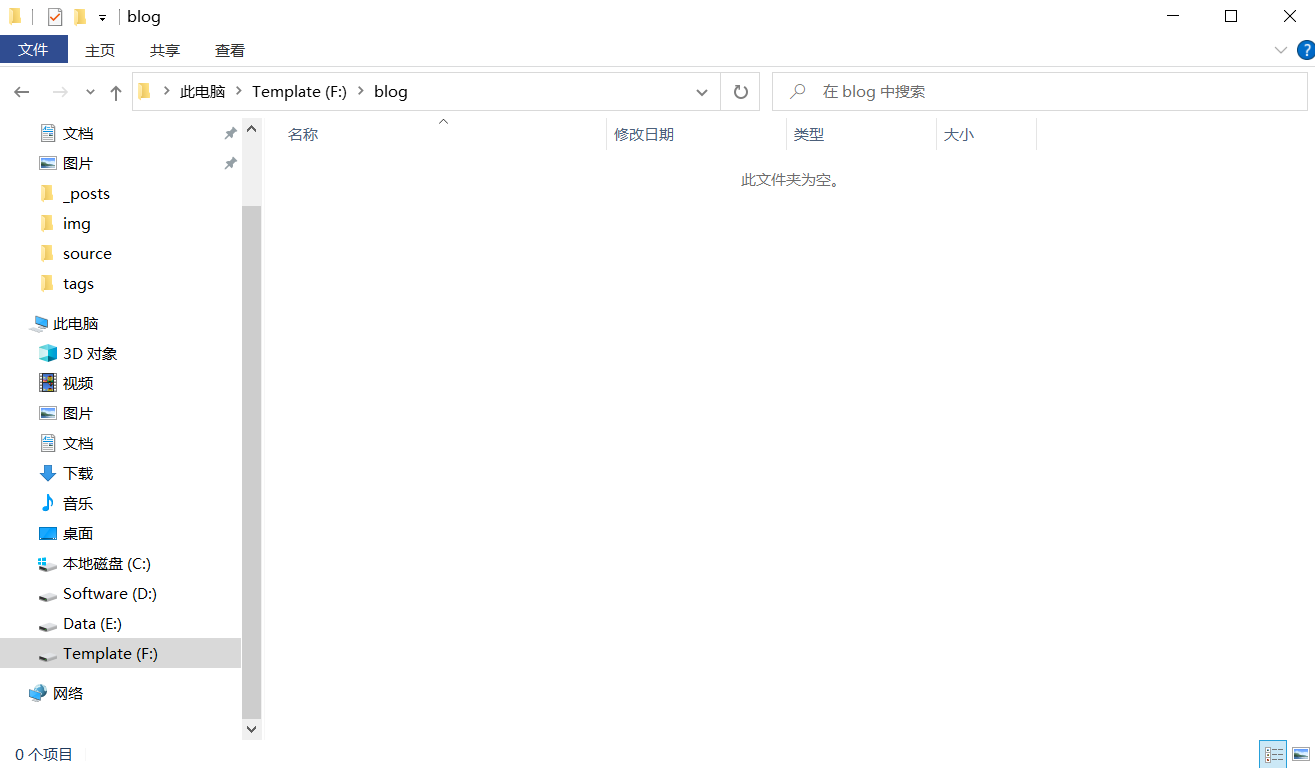 blog
文件 主页 共享 查看
此电脑 Template (F:) blog 在 blog 中搜索
名称 修改日期 类型 大小
此文件夹为空。
文档
图片
_posts
img
source
tags
此电脑
3D 对象
视频
图片
文档
下载
音乐
桌面
本地磁盘 (C:)
Software (D:)
Data (E:)
Template (F:)
网络
0 个项目